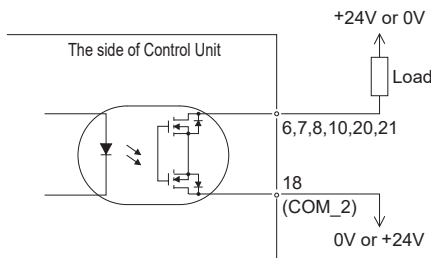 +24V or 0V
The side of Control Unit
Load
6,7,8,10,20,21
18
(COM_2)
0V or +24V